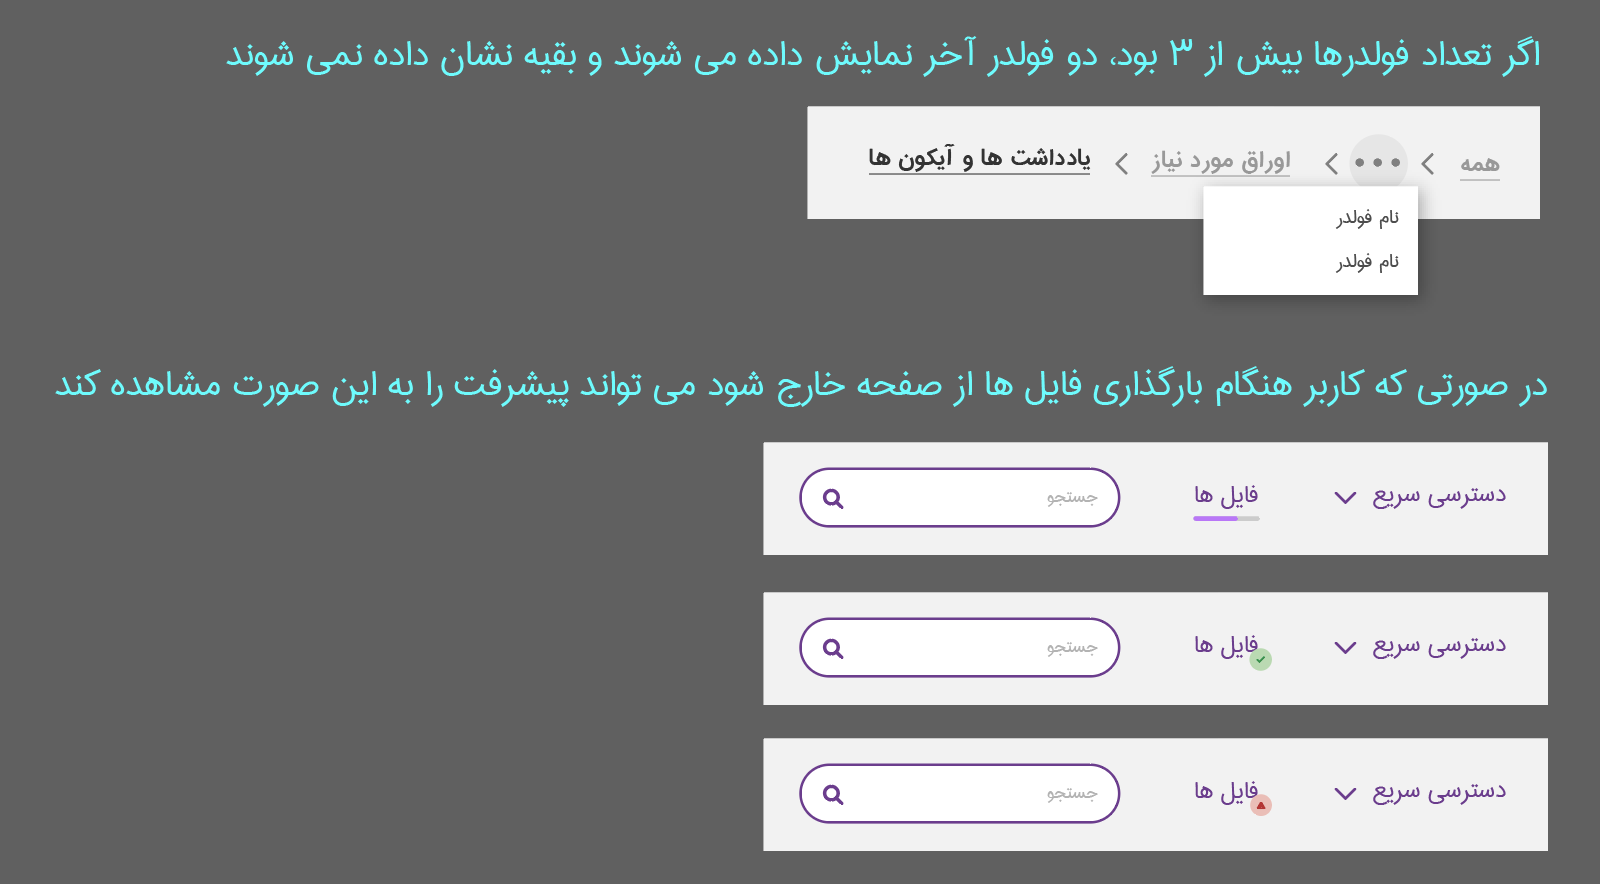 اگر تعداد فولدرها بیش از ۳ بود، دو فولدر آخر نمایش داده می شوند و بقیه نشان داده نمی شوند
همه > ••• > اوراق مورد نیاز > یادداشت ها و آیکون ها
نام فولدر
نام فولدر
در صورتی که کاربر هنگام بارگذاری فایل ها از صفحه خارج شود می تواند پیشرفت را به این صورت مشاهده کند
دسترسی سریع فایل ها جستجو
دسترسی سریع فایل ها جستجو
دسترسی سریع فایل ها جستجو